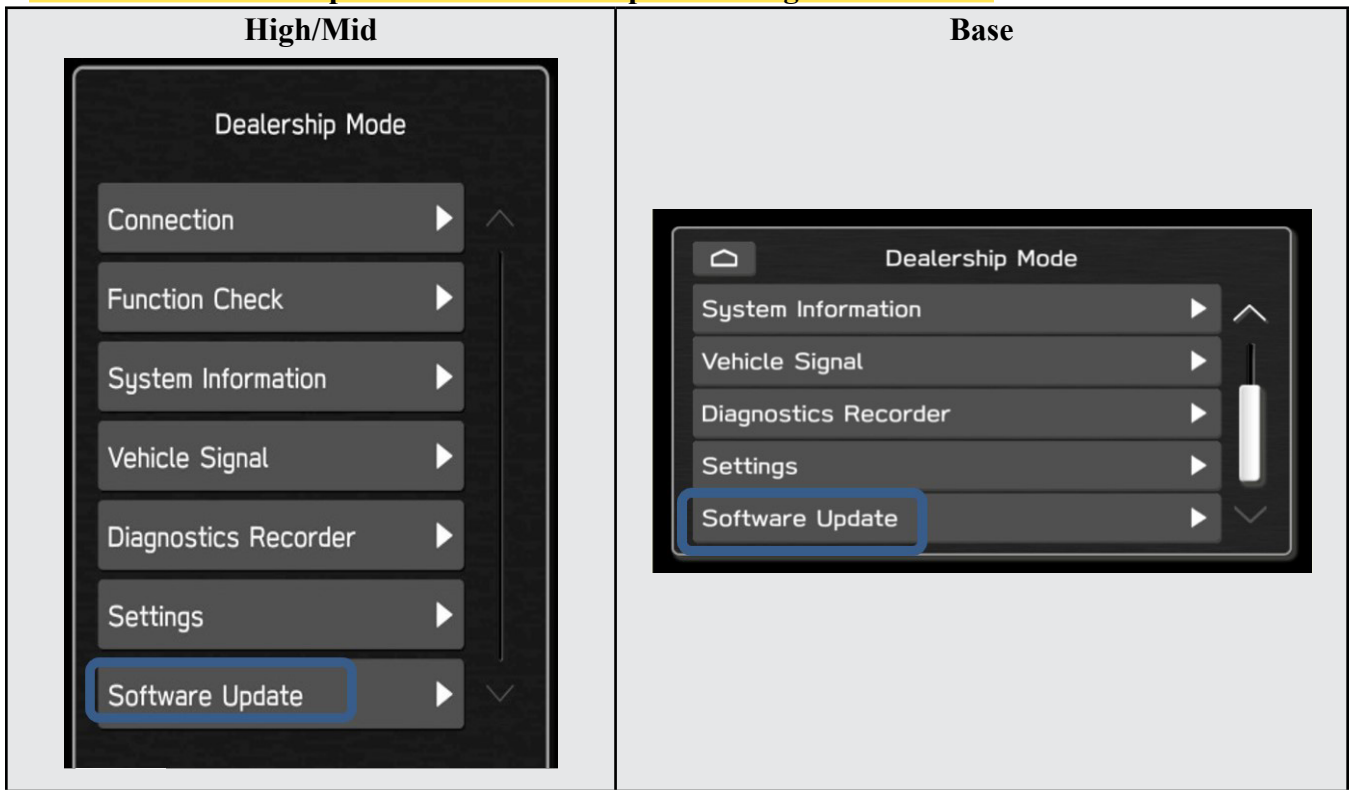 High/Mid
Dealership Mode
Connection
Function Check
System Information
Vehicle Signal
Diagnostics Recorder
Settings
Software Update
Base
Dealership Mode
System Information
Vehicle Signal
Diagnostics Recorder
Settings
Software Update